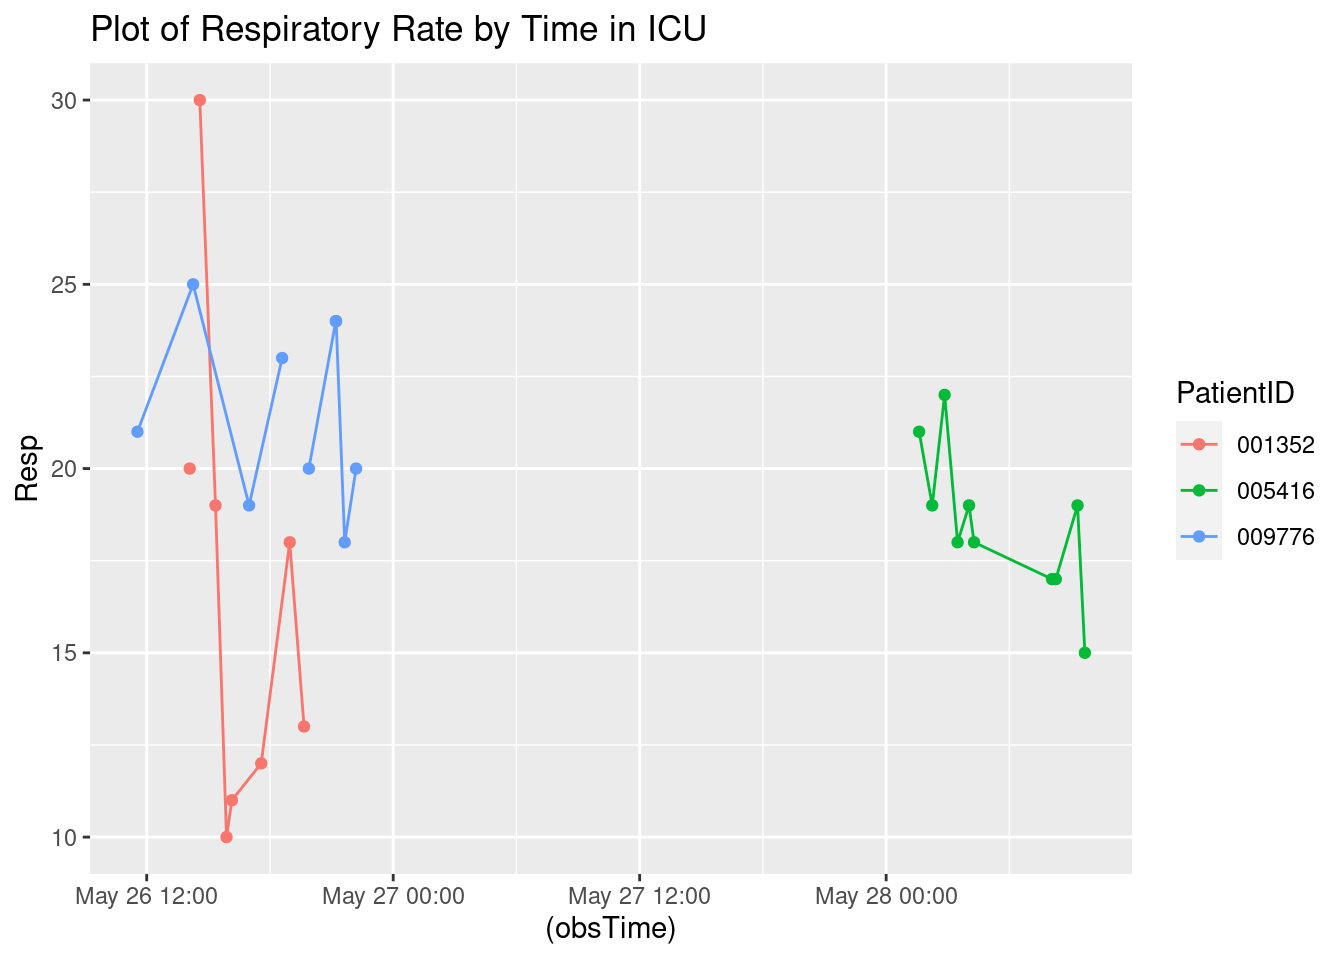 Plot of Respiratory Rate by Time in ICU
30
25
20
15
10
Resp
May 26 12:00
May 27 00:00
May 27 12:00
May 28 00:00
(obsTime)
PatientID
001352
005416
009776